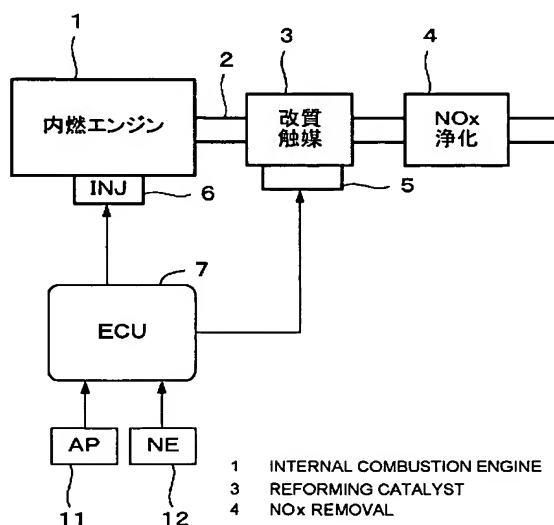 1
2
3
4
内燃エンジン
改質
触媒
NOx
浄化
INJ
6
5
7
ECU
AP
NE
11
12
1 INTERNAL COMBUSTION ENGINE
3 REFORMING CATALYST
4 NOx REMOVAL